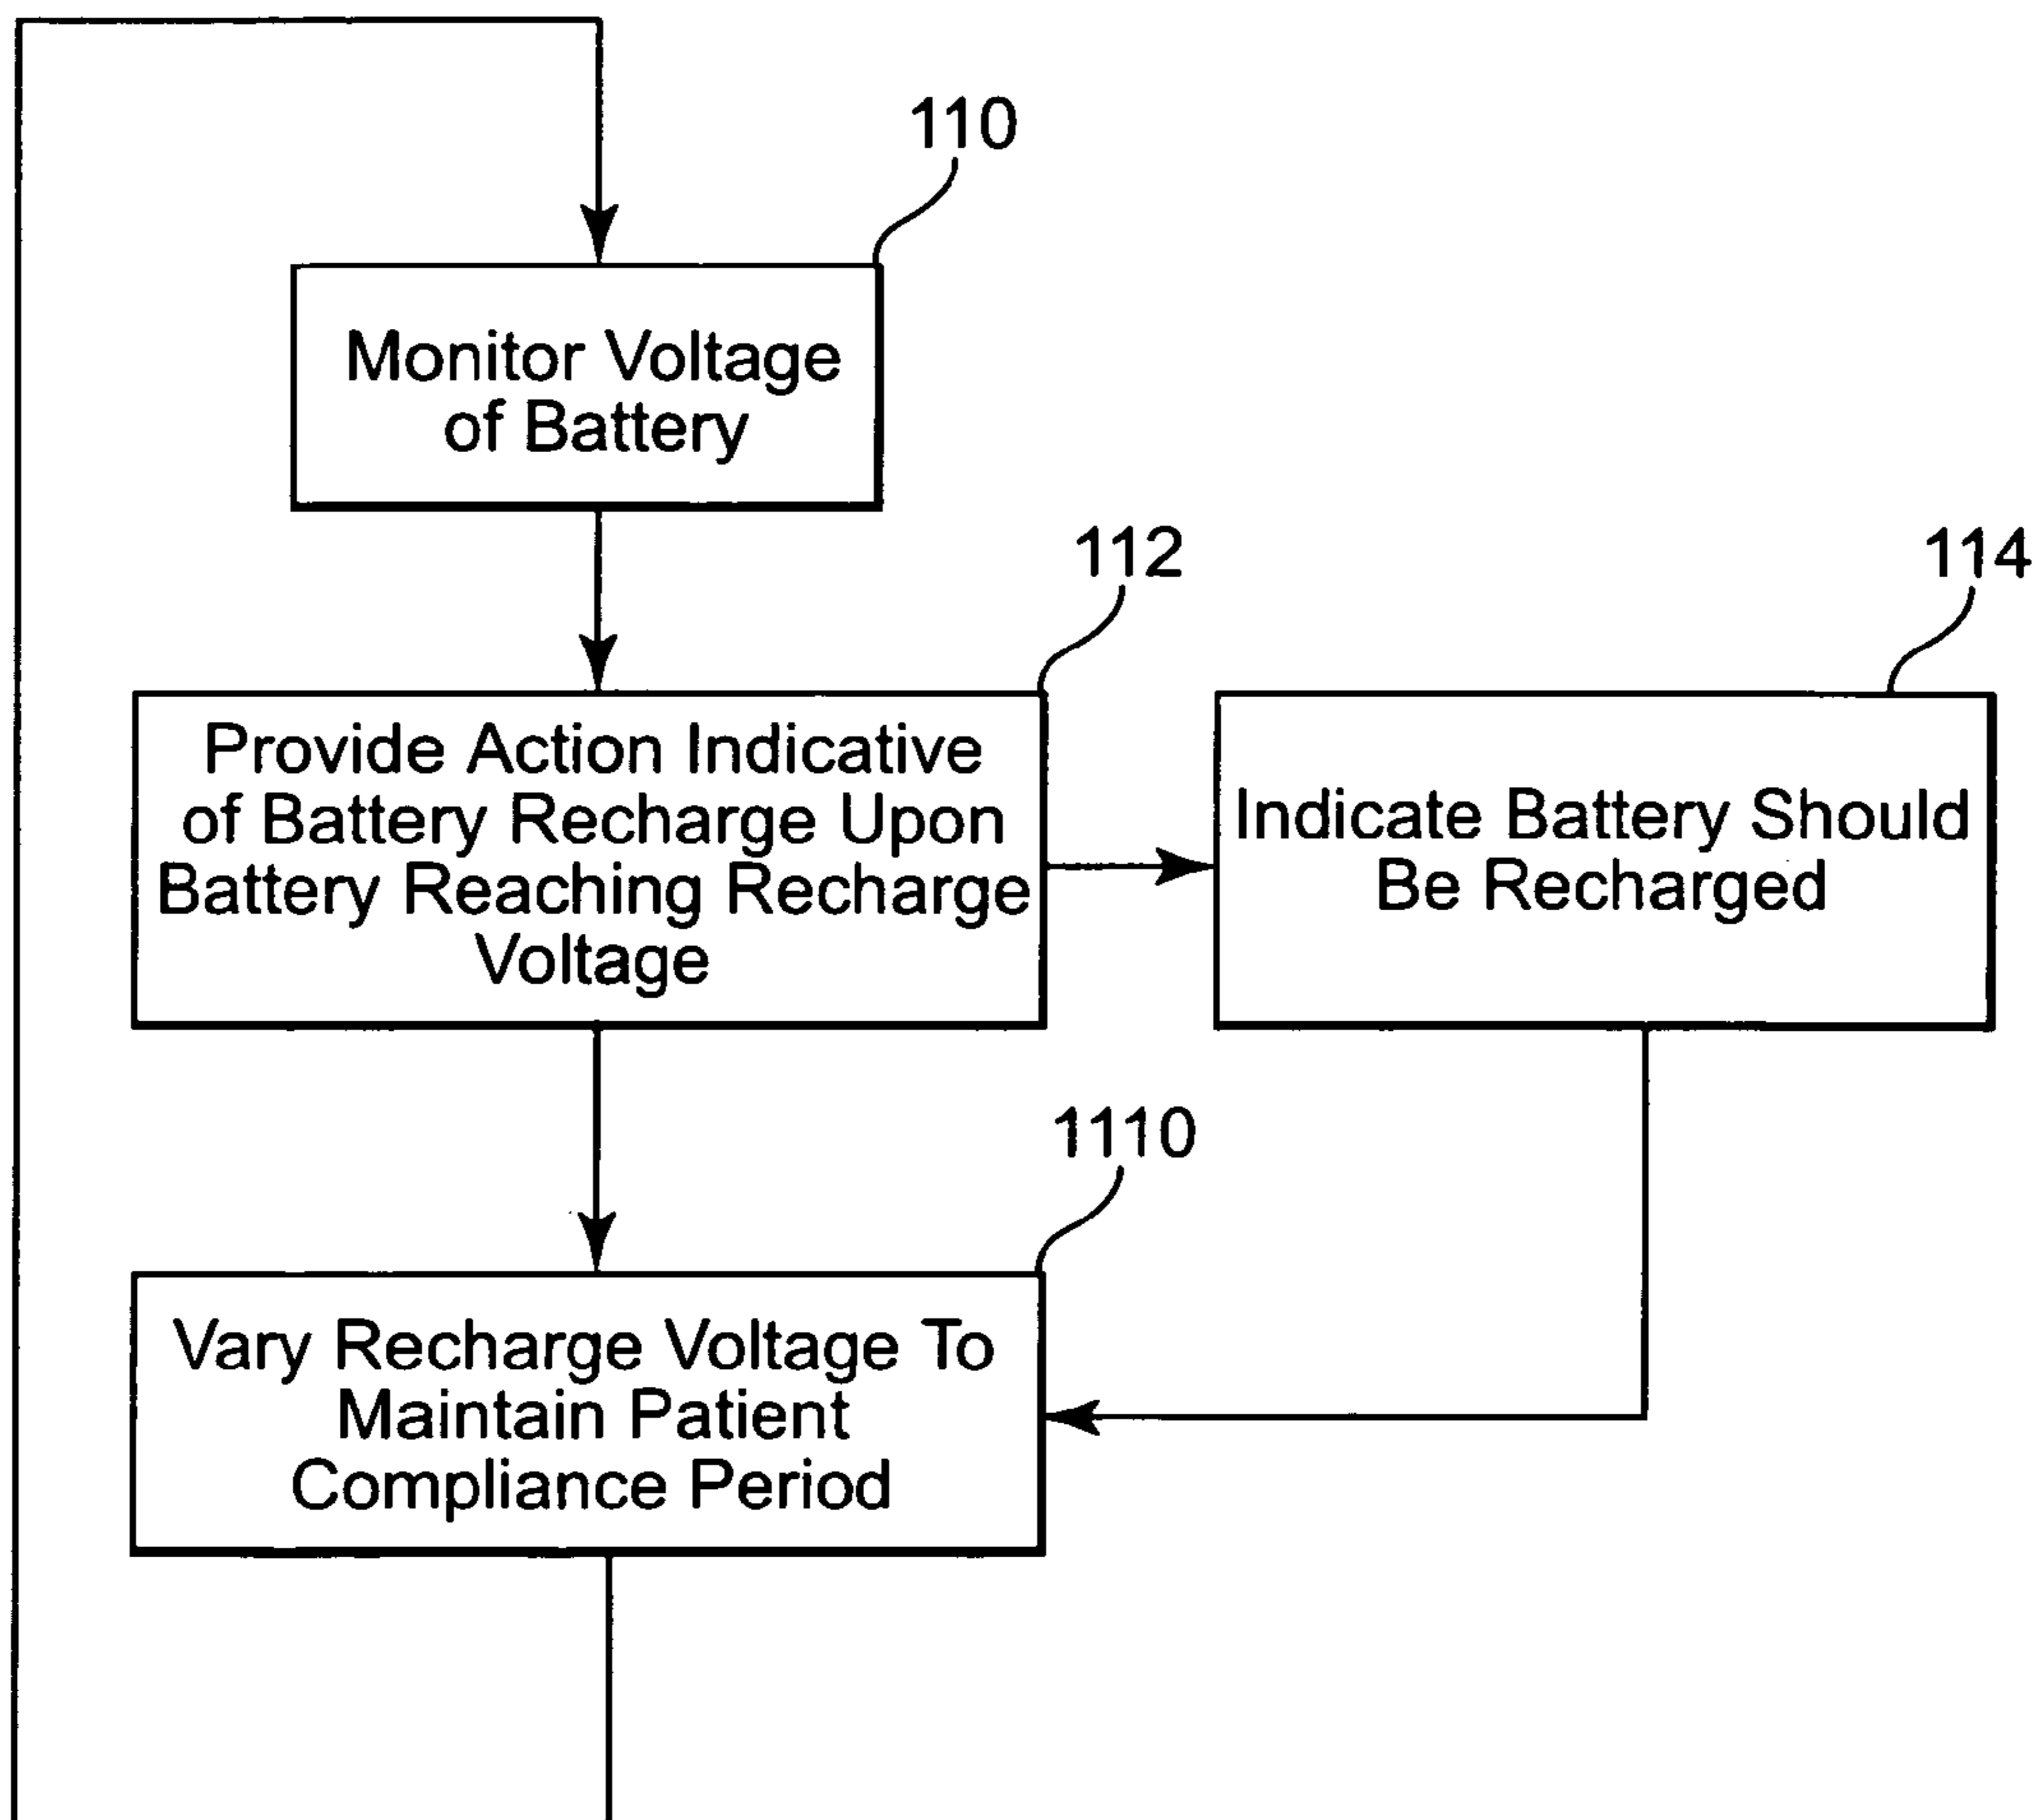 110
Monitor Voltage
of Battery
112
Provide Action Indicative
of Battery Recharge Upon
Battery Reaching Recharge
Voltage
114
Indicate Battery Should
Be Recharged
1110
Vary Recharge Voltage To
Maintain Patient
Compliance Period